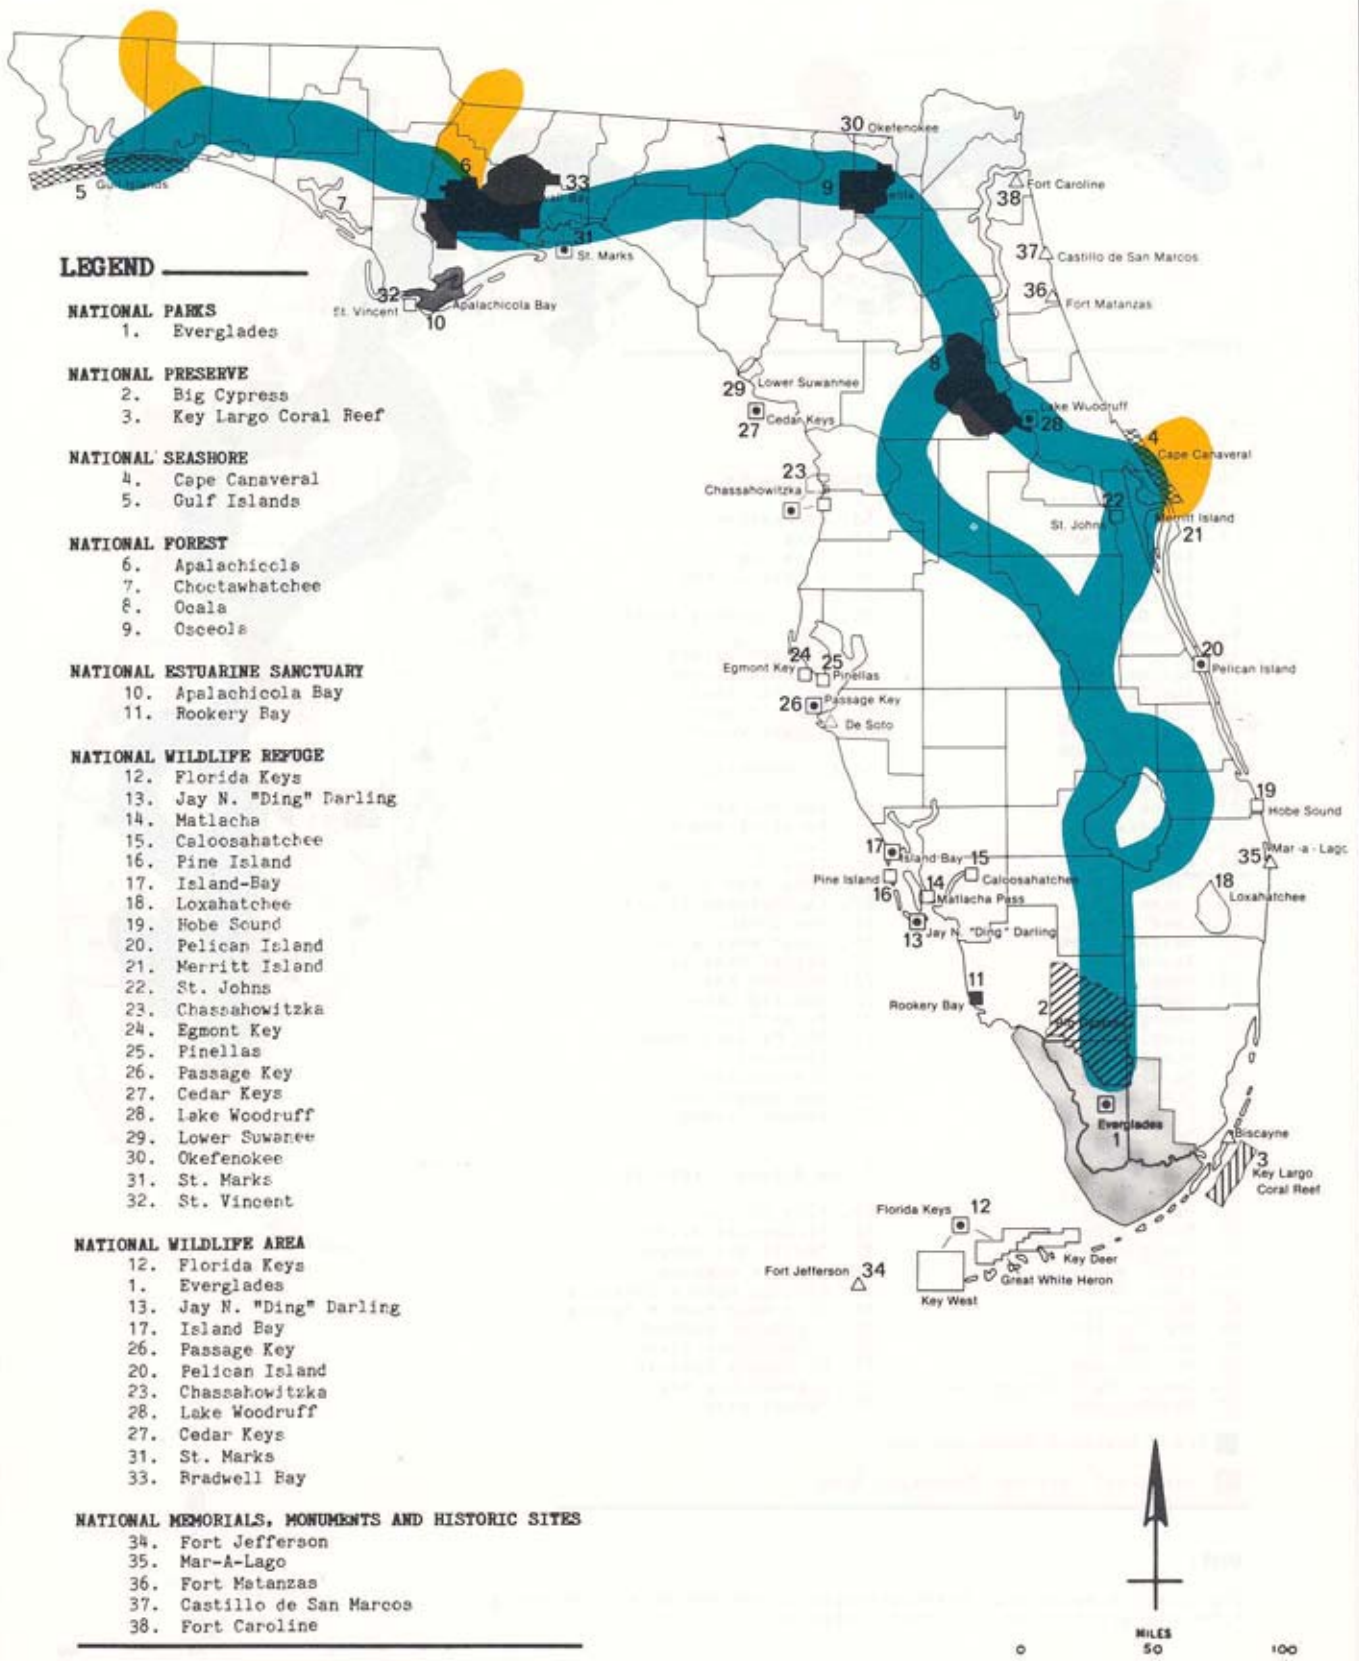 30 Okefenokee
6
33
9
5 Gulf Islands
7
Fort Caroline
38
31
St. Marks
37
Castillo de San Marcos
LEGEND
36
Fort Matanzas
32
St. Vincent
Apalachicola Bay
10
NATIONAL PARKS
1. Everglades
8
NATIONAL PRESERVE
2. Big Cypress
3. Key Largo Coral Reef
29
Lower Suwannee
27
Cedar Keys
Lake Woodruff
28
NATIONAL SEASHORE
4. Cape Canaveral
5. Gulf Islands
4
Cape Canaveral
23
Chassahowitzka
22
St. Johns
Merritt Island
21
NATIONAL FOREST
6. Apalachicola
7. Choctawhatchee
8. Ocala
9. Osceola
NATIONAL ESTUARINE SANCTUARY
10. Apalachicola Bay
11. Rookery Bay
24
Egmont Key
25
Pinellas
26
Passage Key
De Soto
20
Pelican Island
NATIONAL WILDLIFE REFUGE
12. Florida Keys
13. Jay N. "Ding" Darling
14. Matlacha
15. Caloosahatchee
16. Pine Island
17. Island-Bay
18. Loxahatchee
19. Hobe Sound
20. Pelican Island
21. Merritt Island
22. St. Johns
23. Chassahowitzka
24. Egmont Key
25. Pinellas
26. Passage Key
27. Cedar Keys
28. Lake Woodruff
29. Lower Suwanee
30. Okefenokee
31. St. Marks
32. St. Vincent
19
Hobe Sound
17
Island Bay
15
Caloosahatchee
Mar-a-Lago
35
Pine Island
16
14
Matlacha Pass
18
Loxahatchee
13
Jay N. "Ding" Darling
11
Rookery Bay
2
Big Cypress
Everglades
1
Biscayne
3
Key Largo
Coral Reef
Florida Keys 12
Key Deer
Great White Heron
Fort Jefferson 34
Key West
NATIONAL WILDLIFE AREA
12. Florida Keys
1. Everglades
13. Jay N. "Ding" Darling
17. Island Bay
26. Passage Key
20. Pelican Island
23. Chassahowitzka
28. Lake Woodruff
27. Cedar Keys
31. St. Marks
33. Bradwell Bay
NATIONAL MEMORIALS, MONUMENTS AND HISTORIC SITES
34. Fort Jefferson
35. Mar-A-Lago
36. Fort Matanzas
37. Castillo de San Marcos
38. Fort Caroline
MILES
0 50 100